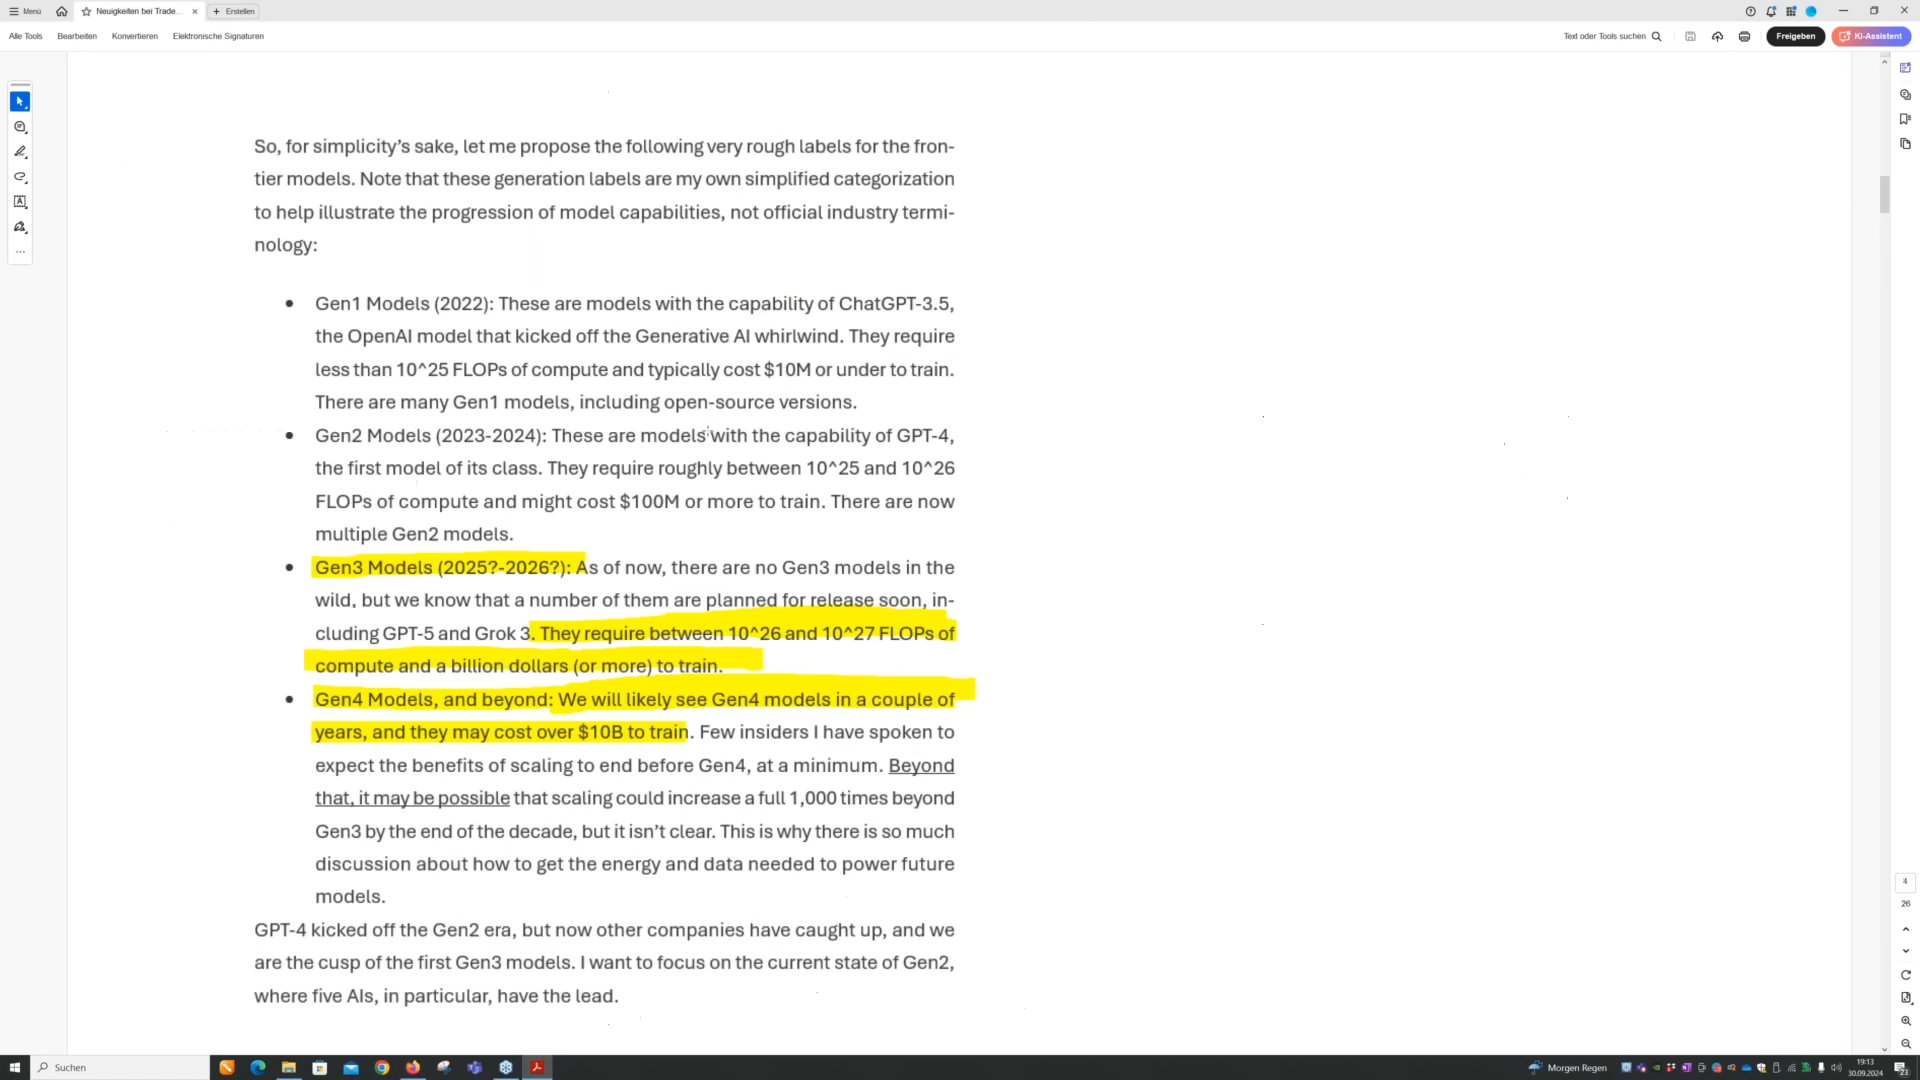 Menü
Neuigkeiten bei Trade...
Erstellen
Alle Tools
Bearbeiten
Konvertieren
Elektronische Signaturen
Text oder Tools suchen
Freigeben
KI-Assistent
So, for simplicity’s sake, let me propose the following very rough labels for the fron-
tier models. Note that these generation labels are my own simplified categorization
to help illustrate the progression of model capabilities, not official industry termi-
nology:
• Gen1 Models (2022): These are models with the capability of ChatGPT-3.5,
the OpenAI model that kicked off the Generative AI whirlwind. They require
less than 10^25 FLOPs of compute and typically cost $10M or under to train.
There are many Gen1 models, including open-source versions.
• Gen2 Models (2023-2024): These are models with the capability of GPT-4,
the first model of its class. They require roughly between 10^25 and 10^26
FLOPs of compute and might cost $100M or more to train. There are now
multiple Gen2 models.
• Gen3 Models (2025?-2026?): As of now, there are no Gen3 models in the
wild, but we know that a number of them are planned for release soon, in-
cluding GPT-5 and Grok 3. They require between 10^26 and 10^27 FLOPs of
compute and a billion dollars (or more) to train.
• Gen4 Models, and beyond: We will likely see Gen4 models in a couple of
years, and they may cost over $10B to train. Few insiders I have spoken to
expect the benefits of scaling to end before Gen4, at a minimum. Beyond
that, it may be possible that scaling could increase a full 1,000 times beyond
Gen3 by the end of the decade, but it isn’t clear. This is why there is so much
discussion about how to get the energy and data needed to power future
models.
GPT-4 kicked off the Gen2 era, but now other companies have caught up, and we
are the cusp of the first Gen3 models. I want to focus on the current state of Gen2,
where five AIs, in particular, have the lead.
4
26
Suchen
Morgen Regen
19:13
30.09.2024
23